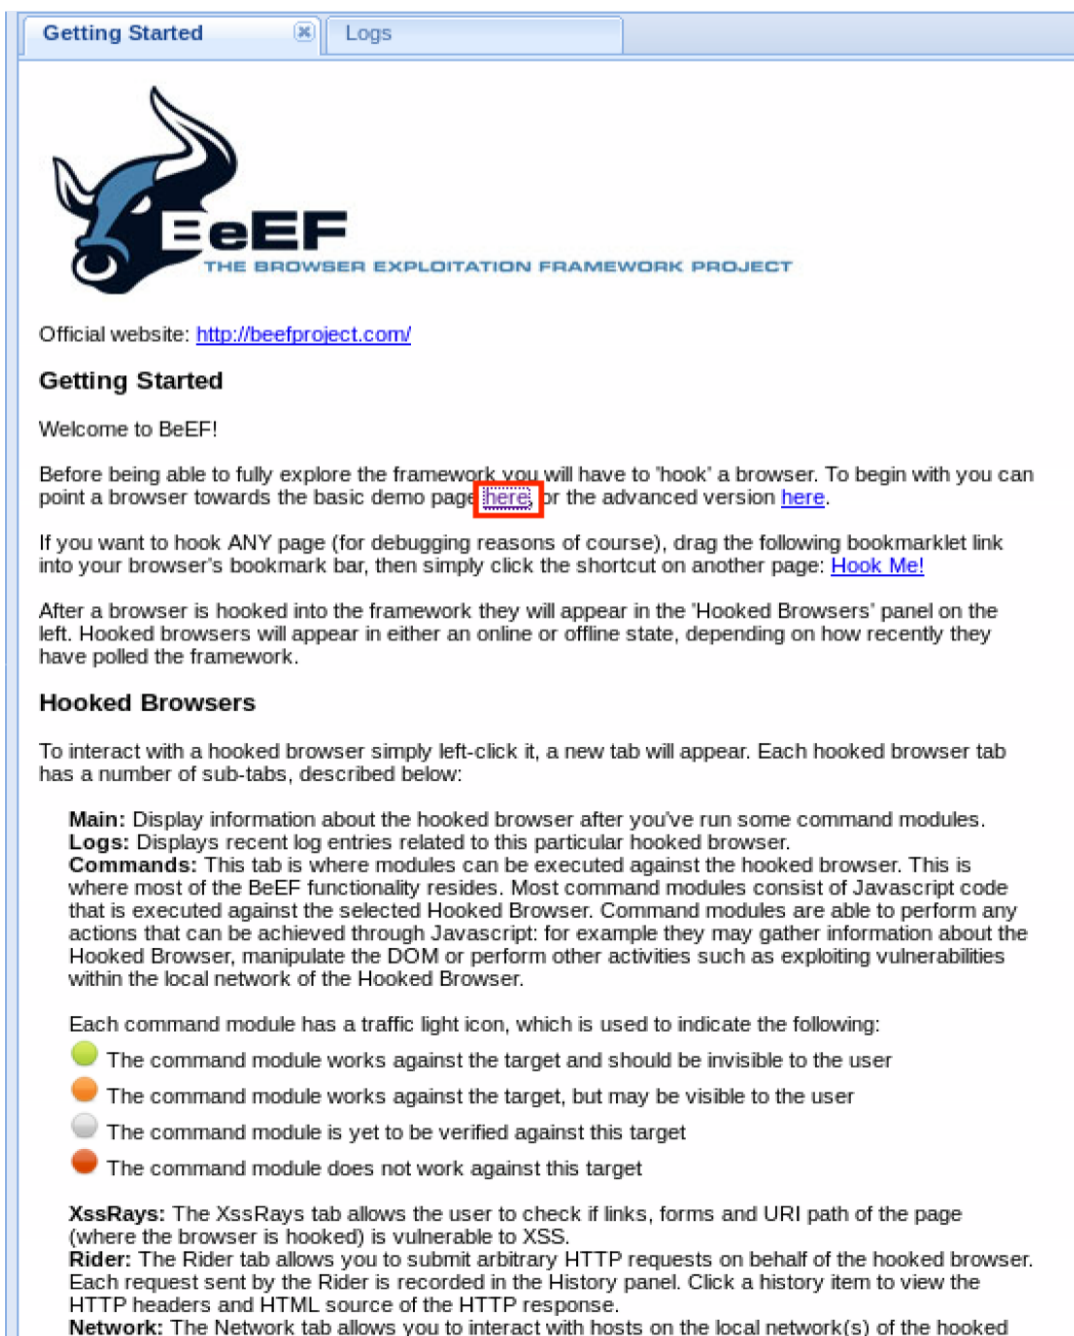 Getting Started
Logs
BeEF
THE BROWSER EXPLOITATION FRAMEWORK PROJECT
Official website: http://beefproject.com/
Getting Started
Welcome to BeEF!
Before being able to fully explore the framework you will have to 'hook' a browser. To begin with you can
point a browser towards the basic demo page here, or the advanced version here.
If you want to hook ANY page (for debugging reasons of course), drag the following bookmarklet link
into your browser's bookmark bar, then simply click the shortcut on another page: Hook Me!
After a browser is hooked into the framework they will appear in the 'Hooked Browsers' panel on the
left. Hooked browsers will appear in either an online or offline state, depending on how recently they
have polled the framework.
Hooked Browsers
To interact with a hooked browser simply left-click it, a new tab will appear. Each hooked browser tab
has a number of sub-tabs, described below:
Main: Display information about the hooked browser after you've run some command modules.
Logs: Displays recent log entries related to this particular hooked browser.
Commands: This tab is where modules can be executed against the hooked browser. This is
where most of the BeEF functionality resides. Most command modules consist of Javascript code
that is executed against the selected Hooked Browser. Command modules are able to perform any
actions that can be achieved through Javascript: for example they may gather information about the
Hooked Browser, manipulate the DOM or perform other activities such as exploiting vulnerabilities
within the local network of the Hooked Browser.
Each command module has a traffic light icon, which is used to indicate the following:
The command module works against the target and should be invisible to the user
The command module works against the target, but may be visible to the user
The command module is yet to be verified against this target
The command module does not work against this target
XssRays: The XssRays tab allows the user to check if links, forms and URI path of the page
(where the browser is hooked) is vulnerable to XSS.
Rider: The Rider tab allows you to submit arbitrary HTTP requests on behalf of the hooked browser.
Each request sent by the Rider is recorded in the History panel. Click a history item to view the
HTTP headers and HTML source of the HTTP response.
Network: The Network tab allows you to interact with hosts on the local network(s) of the hooked